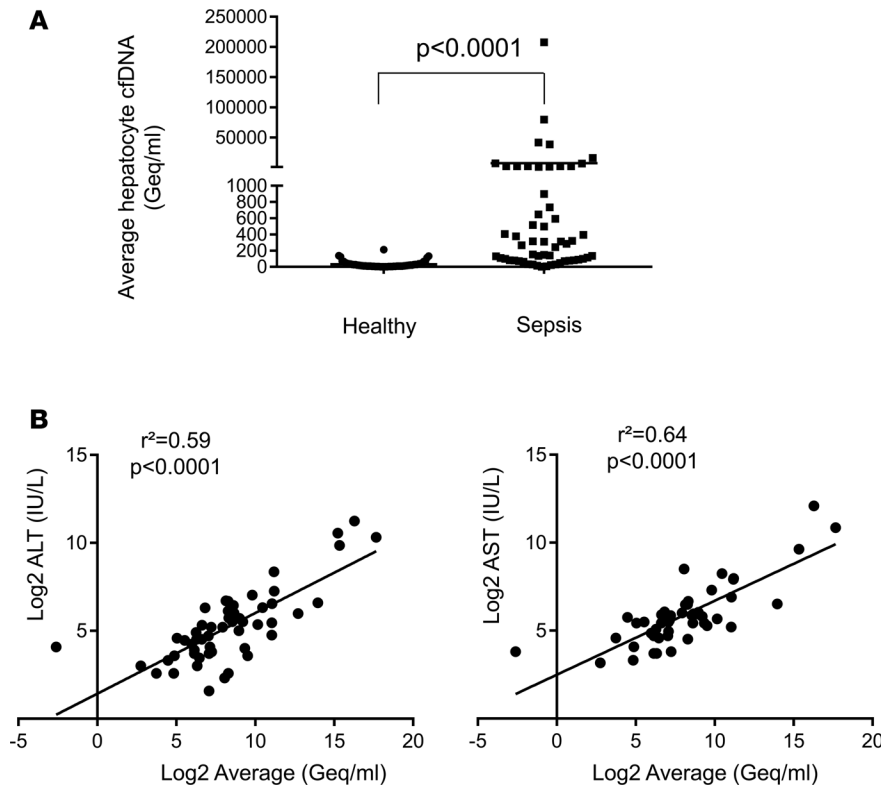 A
Average hepatocyte cfDNA
(Geq/ml)
250000
200000
150000
100000
50000
1000
800
600
400
200
0
p<0.0001
Healthy
Sepsis
B
r²=0.59
p<0.0001
Log2 ALT (IU/L)
15
10
5
-5
0
5
10
15
20
Log2 Average (Geq/ml)
r²=0.64
p<0.0001
Log2 AST (IU/L)
15
10
5
-5
0
5
10
15
20
Log2 Average (Geq/ml)